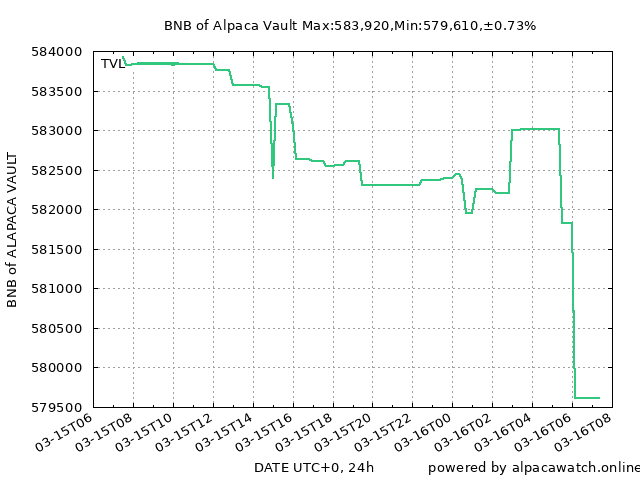 BNB of Alpaca Vault Max:583,920,Min:579,610,±0.73%
584000
583500
583000
582500
582000
581500
581000
580500
580000
579500
TVL
BNB of ALAPACA VAULT
03-15T06
03-15T08
03-15T10
03-15T12
03-15T14
03-15T16
03-15T18
03-15T20
03-15T22
03-16T00
03-16T02
03-16T04
03-16T06
03-16T08
DATE UTC+0, 24h
powered by alpacawatch.online